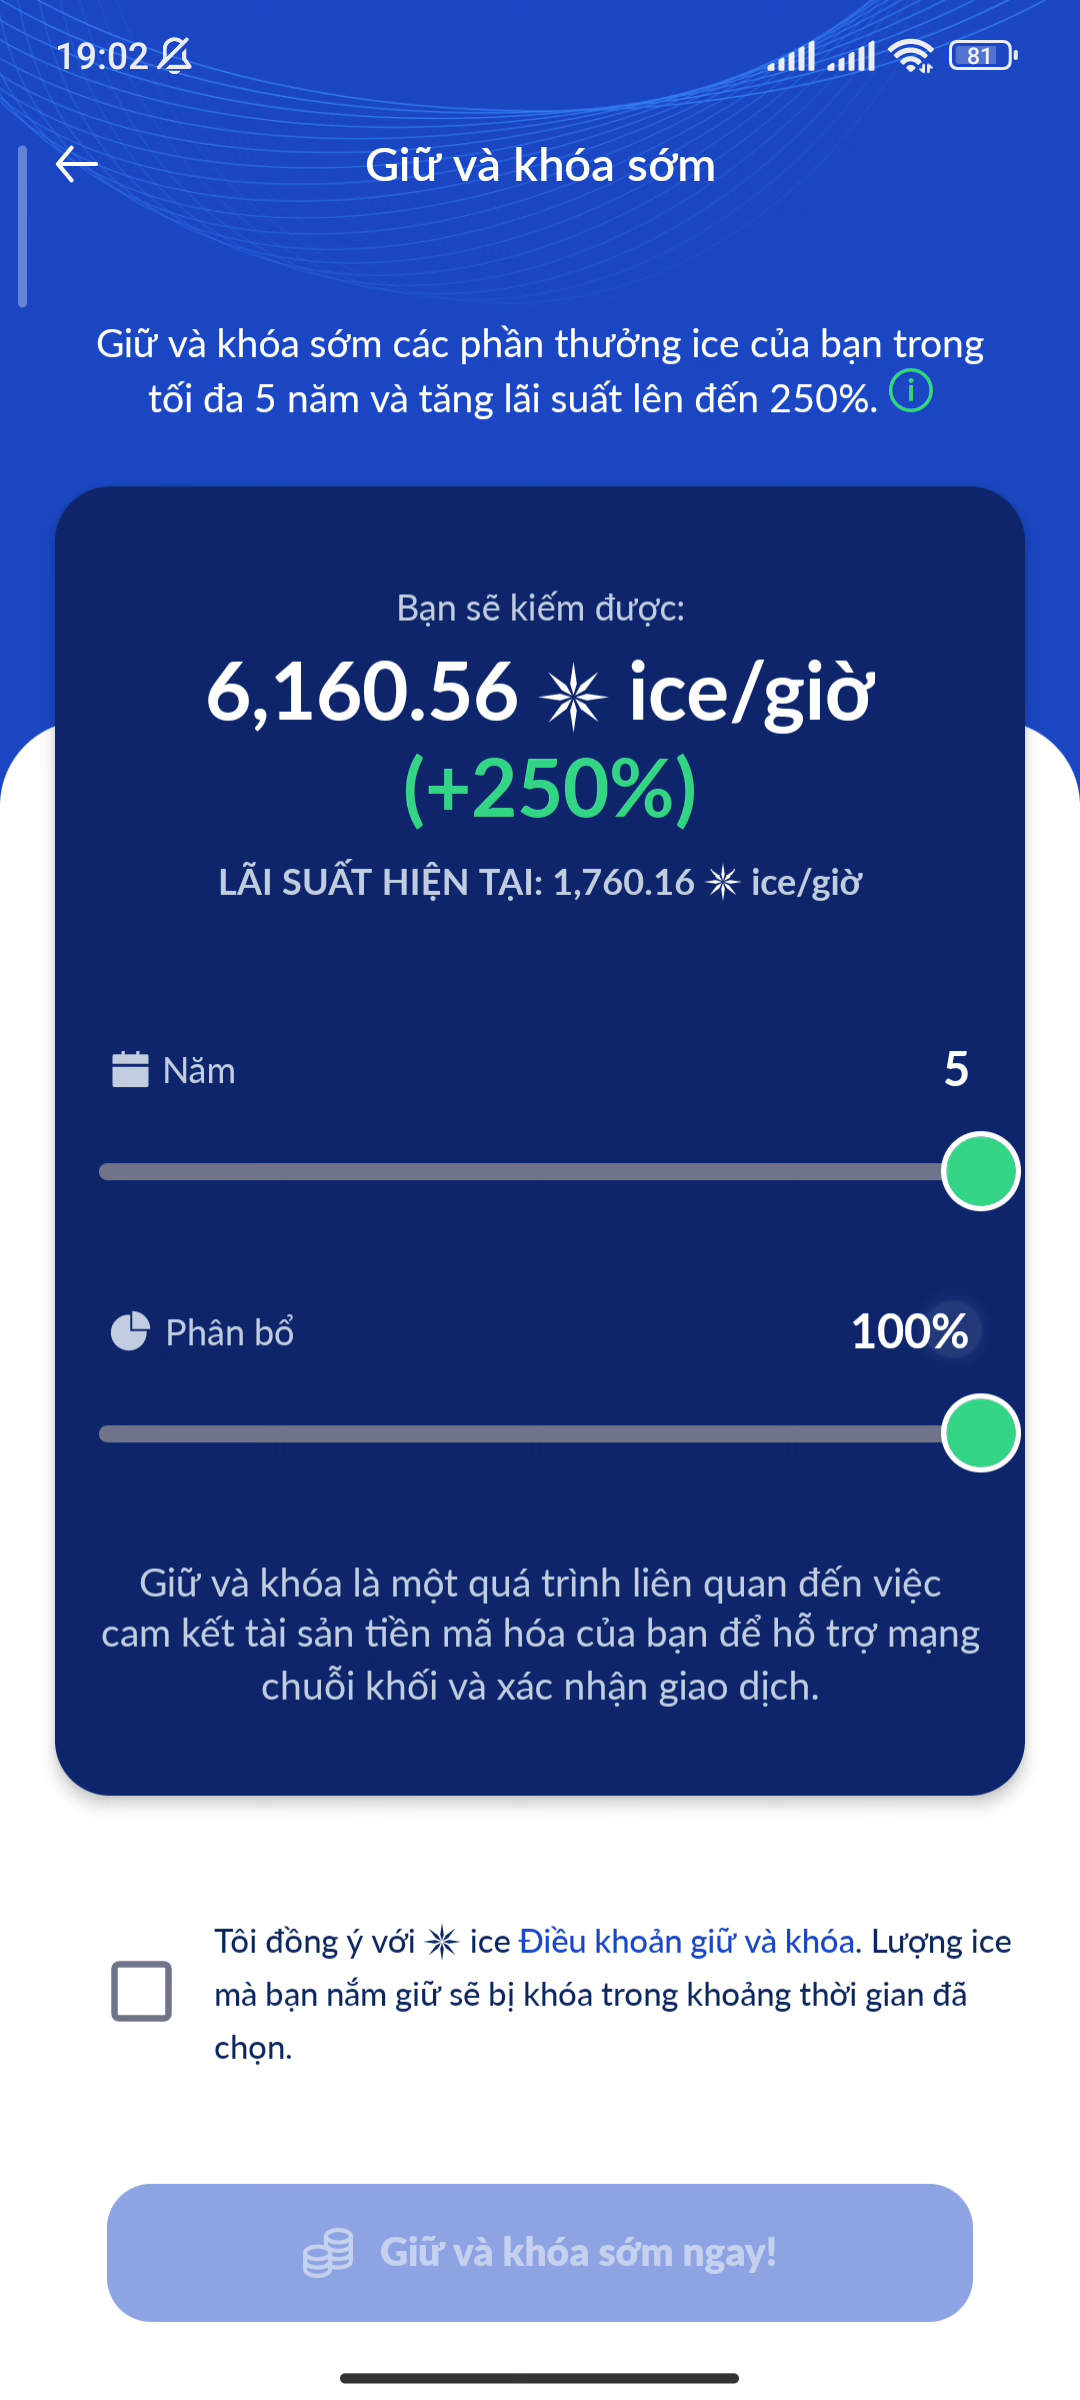 19:02
81
Giữ và khóa sớm
Giữ và khóa sớm các phần thưởng ice của bạn trong
tối đa 5 năm và tăng lãi suất lên đến 250%.
Bạn sẽ kiếm được:
6,160.56 ice/giờ
(+250%)
LÃI SUẤT HIỆN TẠI: 1,760.16 ice/giờ
Năm 5
Phân bổ 100%
Giữ và khóa là một quá trình liên quan đến việc
cam kết tài sản tiền mã hóa của bạn để hỗ trợ mạng
chuỗi khối và xác nhận giao dịch.
Tôi đồng ý với ice Điều khoản giữ và khóa. Lượng ice
mà bạn nắm giữ sẽ bị khóa trong khoảng thời gian đã
chọn.
Giữ và khóa sớm ngay!